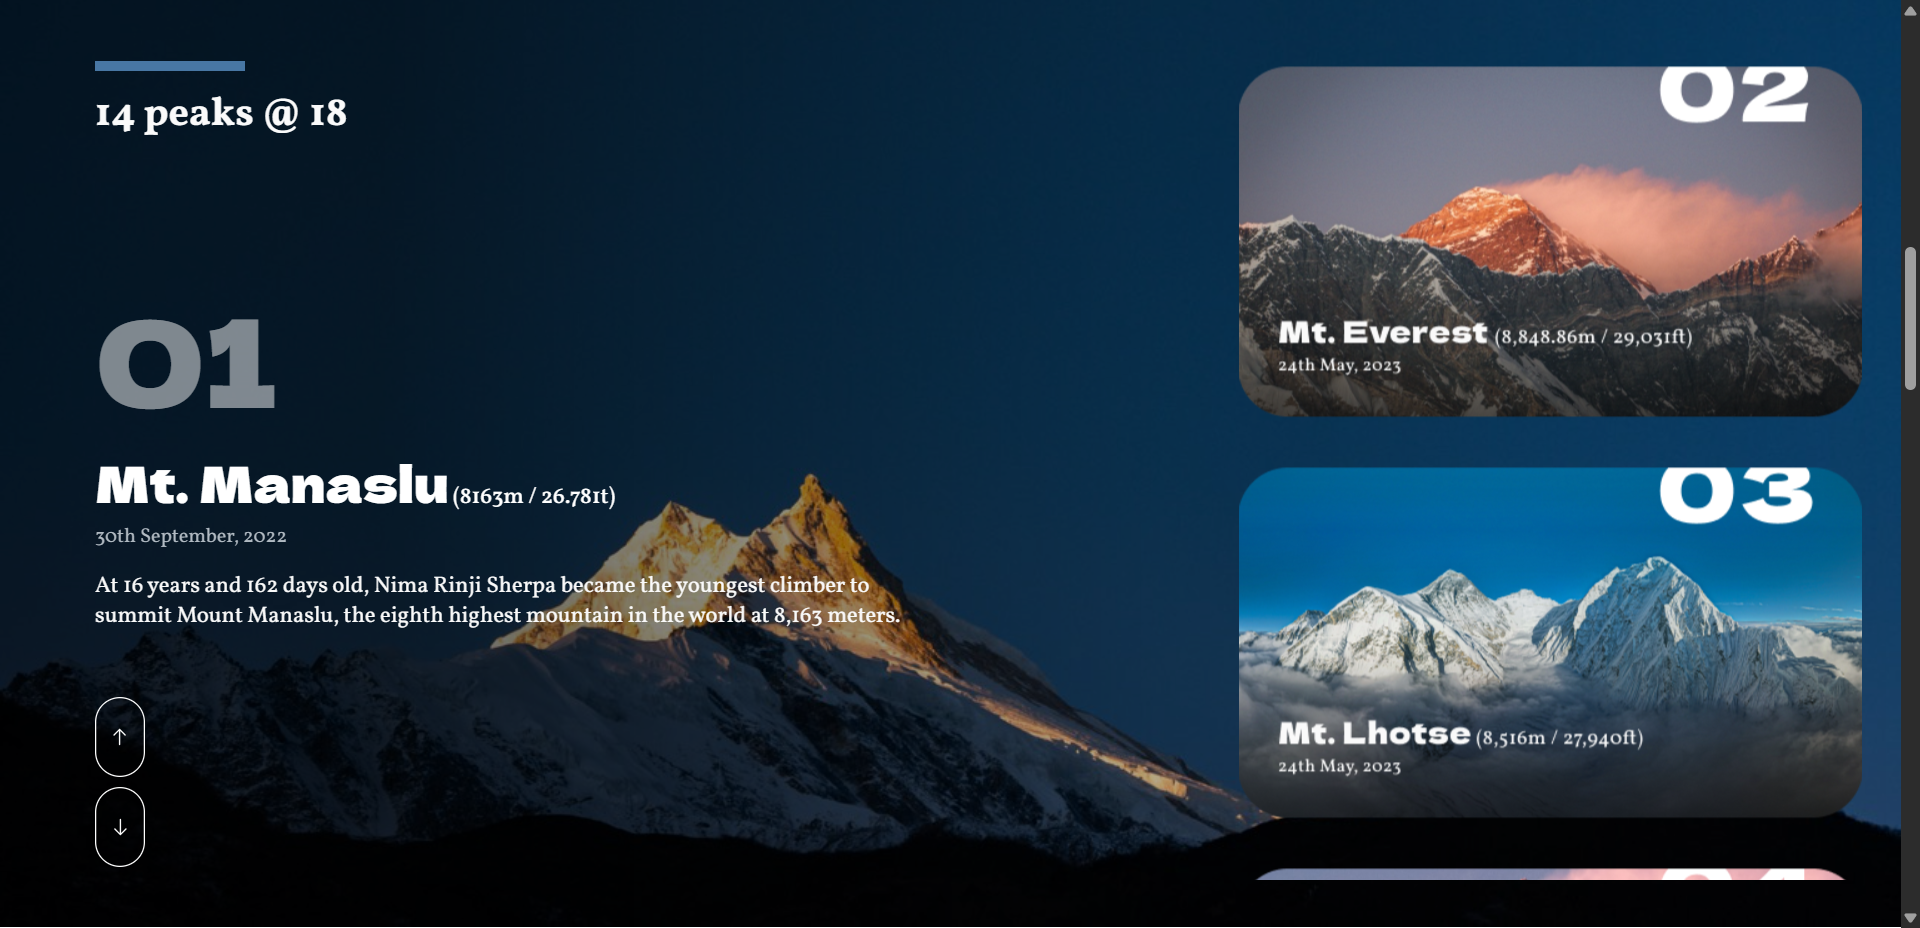 14 peaks @ 18
01
Mt. Manaslu (8163m / 26.781t)
30th September, 2022
At 16 years and 162 days old, Nima Rinji Sherpa became the youngest climber to
summit Mount Manaslu, the eighth highest mountain in the world at 8,163 meters.
02
Mt. Everest (8,848.86m / 29,031ft)
24th May, 2023
03
Mt. Lhotse (8,516m / 27,940ft)
24th May, 2023